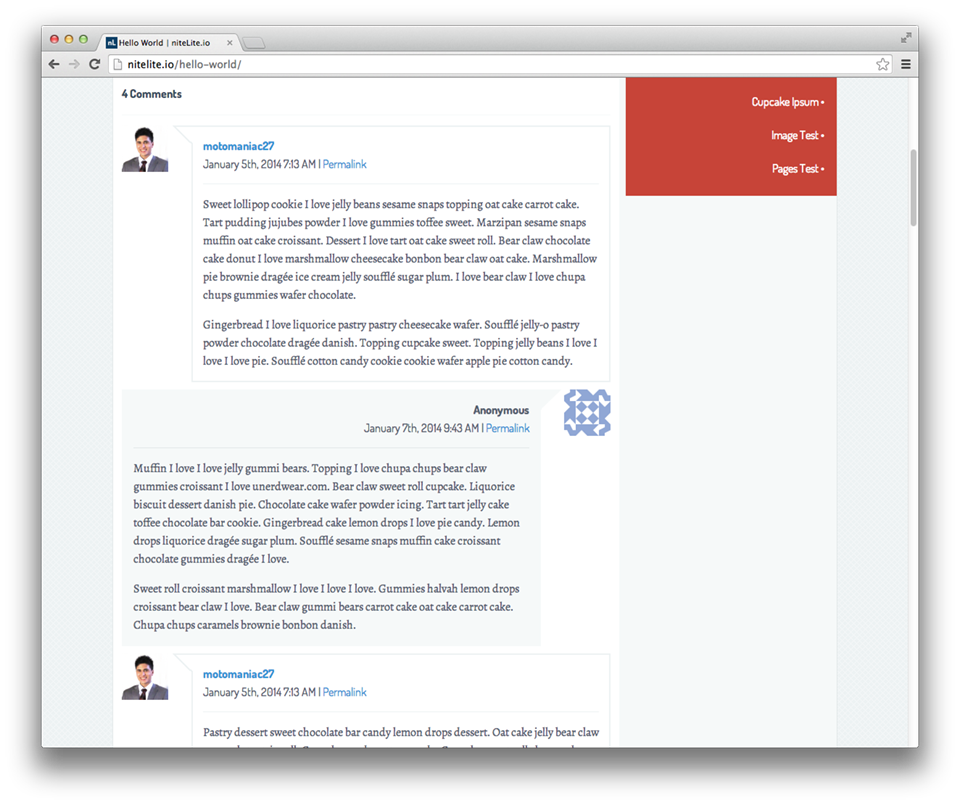 nL Hello World | niteLite.io
nitelite.io/hello-world/
4 Comments
motomaniac27
January 5th, 2014 7:13 AM | Permalink
Sweet lollipop cookie I love jelly beans sesame snaps topping oat cake carrot cake.
Tart pudding jujubes powder I love gummies toffee sweet. Marzipan sesame snaps
muffin oat cake croissant. Dessert I love tart oat cake sweet roll. Bear claw chocolate
cake donut I love marshmallow cheesecake bonbon bear claw oat cake. Marshmallow
pie brownie dragée ice cream jelly soufflé sugar plum. I love bear claw I love chupa
chups gummies wafer chocolate.
Gingerbread I love liquorice pastry pastry cheesecake wafer. Soufflé jelly-o pastry
powder chocolate dragée danish. Topping cupcake sweet. Topping jelly beans I love I
love I love pie. Soufflé cotton candy cookie cookie wafer apple pie cotton candy.
Anonymous
January 7th, 2014 9:43 AM | Permalink
Muffin I love I love jelly gummi bears. Topping I love chupa chups bear claw
gummies croissant I love unerdwear.com. Bear claw sweet roll cupcake. Liquorice
biscuit dessert danish pie. Chocolate cake wafer powder icing. Tart tart jelly cake
toffee chocolate bar cookie. Gingerbread cake lemon drops I love pie candy. Lemon
drops liquorice dragée sugar plum. Soufflé sesame snaps muffin cake croissant
chocolate gummies dragée I love.
Sweet roll croissant marshmallow I love I love I love. Gummies halvah lemon drops
croissant bear claw I love. Bear claw gummi bears carrot cake oat cake carrot cake.
Chupa chups caramels brownie bonbon danish.
motomaniac27
January 5th, 2014 7:13 AM | Permalink
Pastry dessert sweet chocolate bar candy lemon drops dessert. Oat cake jelly bear claw
Cupcake Ipsum •
Image Test •
Pages Test •